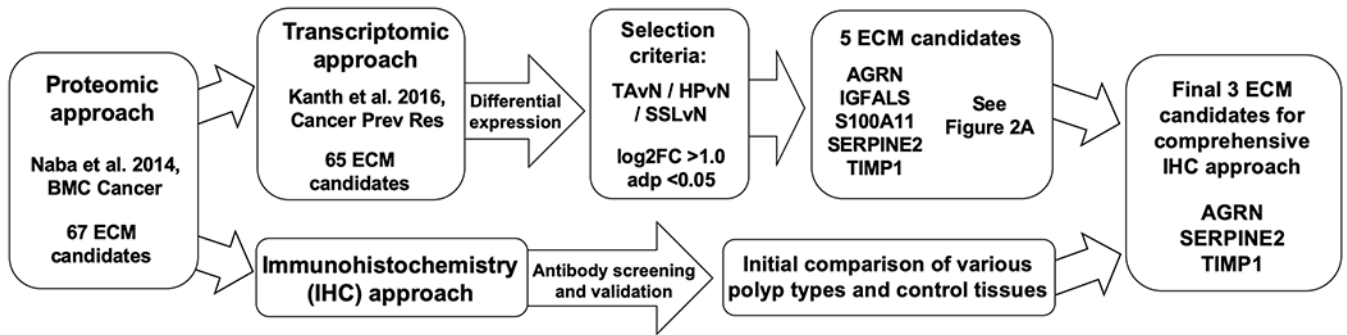 Proteomic
approach
Naba et al. 2014,
BMC Cancer
67 ECM
candidates
Transcriptomic
approach
Kanth et al. 2016,
Cancer Prev Res
65 ECM
candidates
Differential
expression
Selection
criteria:
TAvN / HPvN
/ SSLvN
log2FC >1.0
adp <0.05
5 ECM candidates
AGRN
IGFALS
S100A11
SERPINE2
TIMP1
See
Figure 2A
Immunohistochemistry
(IHC) approach
Antibody screening
and validation
Initial comparison of various
polyp types and control tissues
Final 3 ECM
candidates for
comprehensive
IHC approach
AGRN
SERPINE2
TIMP1